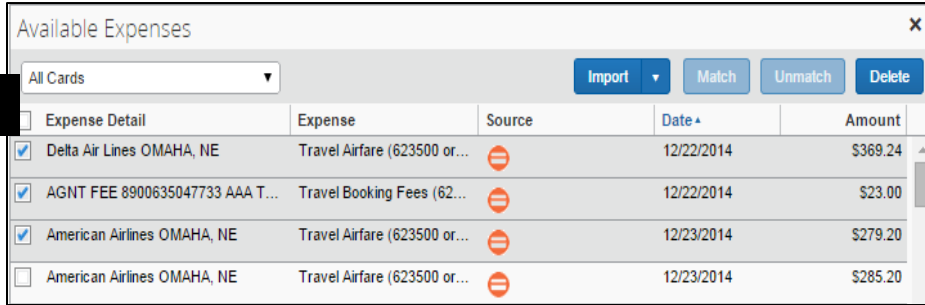 Available Expenses ×
All Cards ▼ Import ▼ Match Unmatch Delete
Expense Detail Expense Source Date ▲ Amount
Delta Air Lines OMAHA, NE Travel Airfare (623500 or... 12/22/2014 $369.24
AGNT FEE 8900635047733 AAA T... Travel Booking Fees (62... 12/22/2014 $23.00
American Airlines OMAHA, NE Travel Airfare (623500 or... 12/23/2014 $279.20
American Airlines OMAHA, NE Travel Airfare (623500 or... 12/23/2014 $285.20